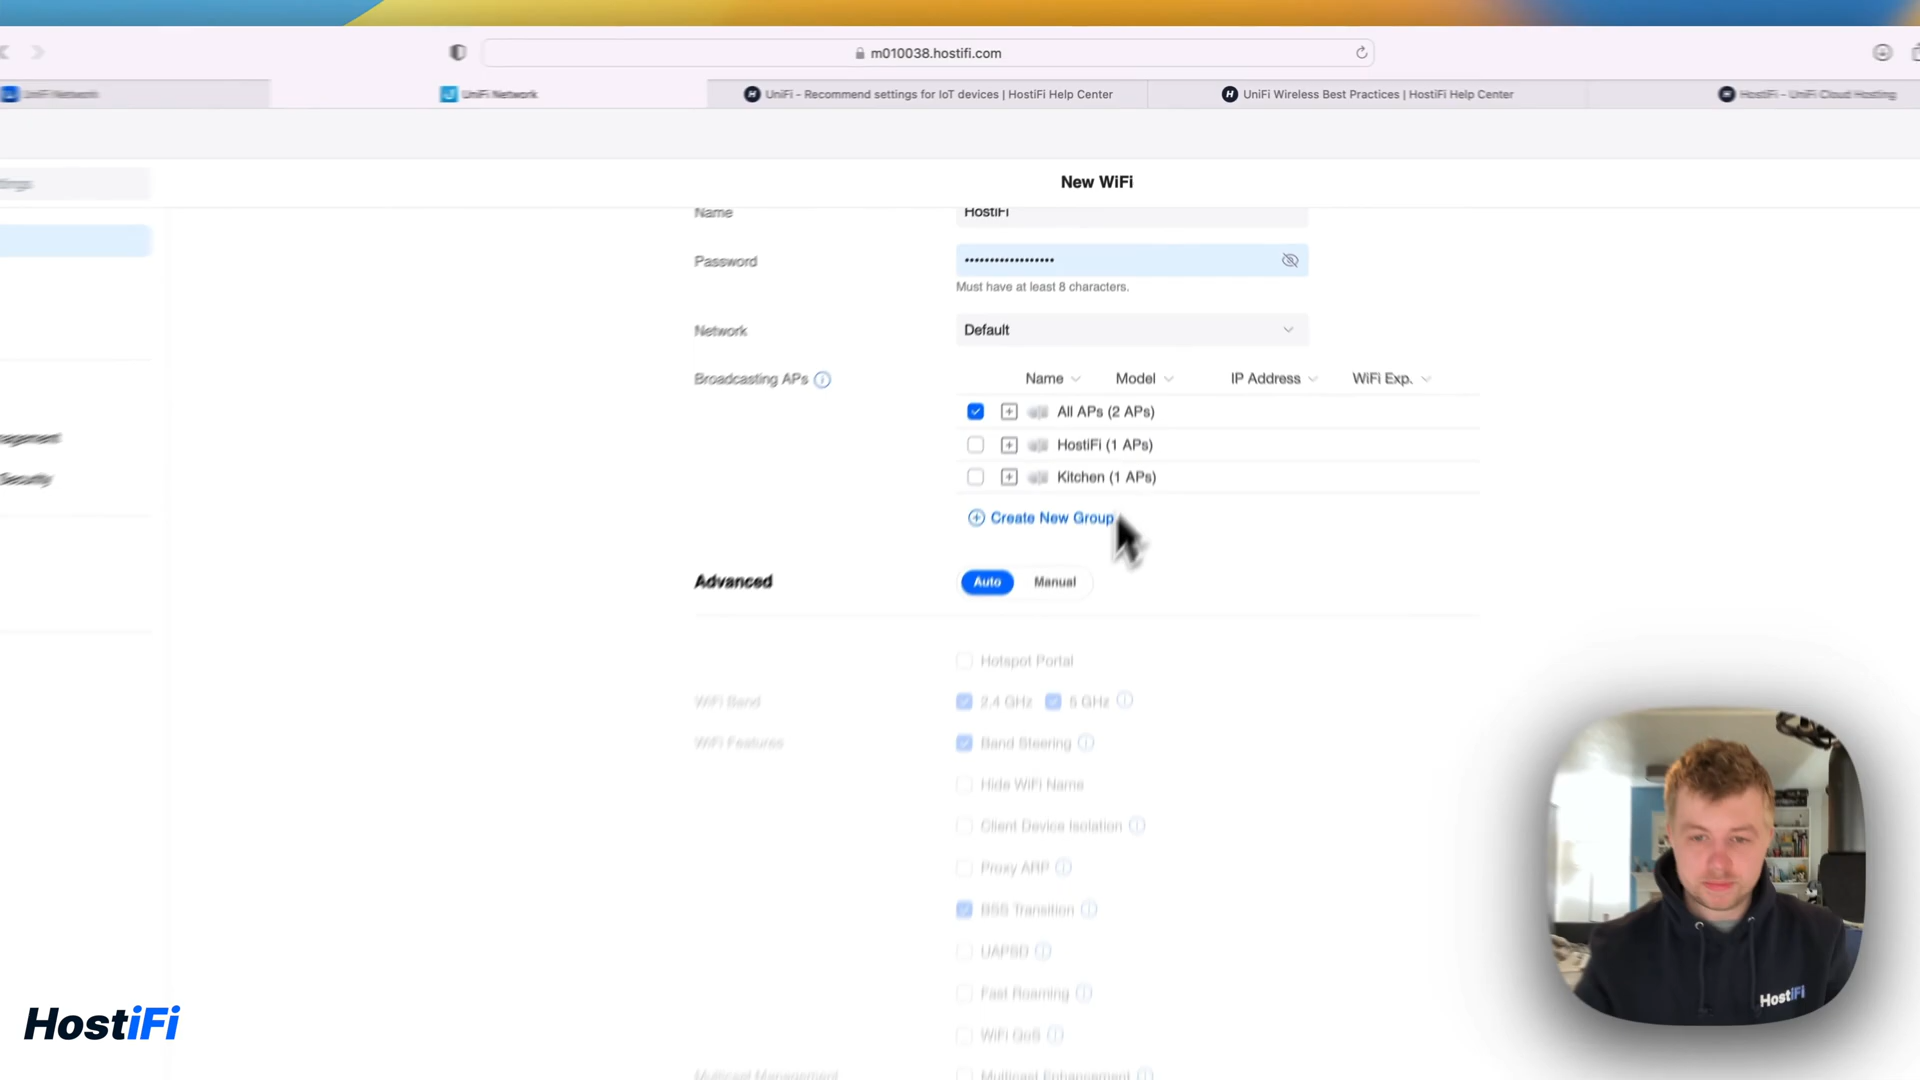 m010038.hostifi.com
UniFi Network
UniFi Network
UniFi - Recommend settings for IoT devices | HostiFi Help Center
UniFi Wireless Best Practices | HostiFi Help Center
HostiFi - UniFi Cloud Hosting
tings
New WiFi
Name
HostiFi
Password
••••••••••••••••••
Must have at least 8 characters.
Network
Default
Broadcasting APs
Name
Model
IP Address
WiFi Exp.
All APs (2 APs)
HostiFi (1 APs)
Kitchen (1 APs)
Create New Group
agement
Security
Advanced
Auto
Manual
Hotspot Portal
WiFi Band
2.4 GHz
5 GHz
WiFi Features
Band Steering
Hide WiFi Name
Client Device Isolation
Proxy ARP
BSS Transition
UAPSD
Fast Roaming
WiFi QoS
Multicast Management
Multicast Enhancement
HostiFi
HostiFi